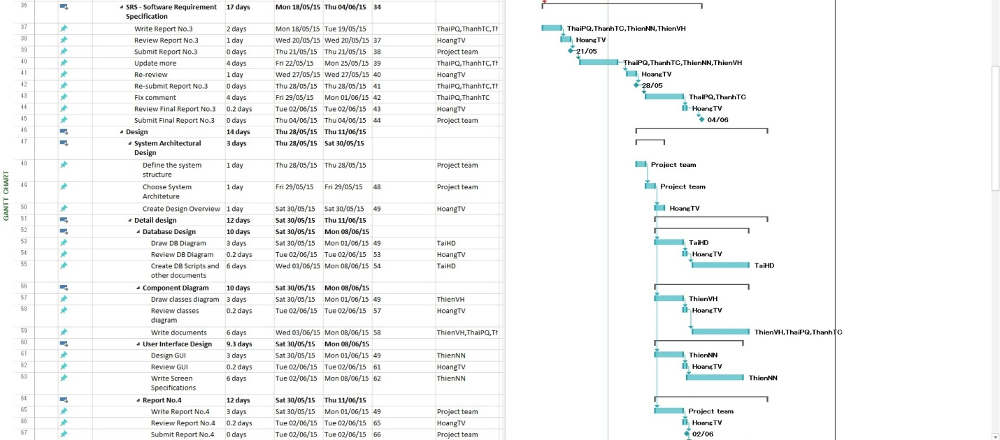 GANTT CHART
36 SRS - Software Requirement Specification 17 days Mon 18/05/15 Thu 04/06/15 34
37 Write Report No.3 2 days Mon 18/05/15 Tue 19/05/15 ThaiPQ,ThanhTC,Th ThaiPQ,ThanhTC,ThienNN,ThienVH
38 Review Report No.3 1 day Wed 20/05/15 Wed 20/05/15 37 HoangTV HoangTV
39 Submit Report No.3 0 days Thu 21/05/15 Thu 21/05/15 38 Project team 21/05
40 Update more 4 days Fri 22/05/15 Mon 25/05/15 39 ThaiPQ,ThanhTC,Th ThaiPQ,ThanhTC,ThienNN,ThienVH
41 Re-review 1 day Wed 27/05/15 Wed 27/05/15 40 HoangTV HoangTV
42 Re-submit Report No.3 0 days Thu 28/05/15 Thu 28/05/15 41 ThaiPQ,ThanhTC,Th 28/05
43 Fix comment 4 days Fri 29/05/15 Mon 01/06/15 42 ThaiPQ,ThanhTC ThaiPQ,ThanhTC
44 Review Final Report No.3 0.2 days Tue 02/06/15 Tue 02/06/15 43 HoangTV HoangTV
45 Submit Final Report No.3 0 days Thu 04/06/15 Thu 04/06/15 44 Project team 04/06
46 Design 14 days Thu 28/05/15 Thu 11/06/15
47 System Architectural Design 3 days Thu 28/05/15 Sat 30/05/15
48 Define the system structure 1 day Thu 28/05/15 Thu 28/05/15 Project team Project team
49 Choose System Architeture 1 day Fri 29/05/15 Fri 29/05/15 48 Project team Project team
50 Create Design Overview 1 day Sat 30/05/15 Sat 30/05/15 49 HoangTV HoangTV
51 Detail design 12 days Sat 30/05/15 Thu 11/06/15
52 Database Design 10 days Sat 30/05/15 Mon 08/06/15
53 Draw DB Diagram 3 days Sat 30/05/15 Mon 01/06/15 49 TaiHD TaiHD
54 Review DB Diagram 0.2 days Tue 02/06/15 Tue 02/06/15 53 HoangTV HoangTV
55 Create DB Scripts and other documents 6 days Wed 03/06/15 Mon 08/06/15 54 TaiHD TaiHD
56 Component Diagram 10 days Sat 30/05/15 Mon 08/06/15
57 Draw classes diagram 3 days Sat 30/05/15 Mon 01/06/15 49 ThienVH ThienVH
58 Review classes diagram 0.2 days Tue 02/06/15 Tue 02/06/15 57 HoangTV HoangTV
59 Write documents 6 days Wed 03/06/15 Mon 08/06/15 58 ThienVH,ThaiPQ,Th ThienVH,ThaiPQ,ThanhTC
60 User Interface Design 9.3 days Sat 30/05/15 Mon 08/06/15
61 Design GUI 3 days Sat 30/05/15 Mon 01/06/15 49 ThienNN ThienNN
62 Review GUI 0.2 days Tue 02/06/15 Tue 02/06/15 61 HoangTV HoangTV
63 Write Screen Specifications 6 days Tue 02/06/15 Mon 08/06/15 62 ThienNN ThienNN
64 Report No.4 12 days Sat 30/05/15 Thu 11/06/15
65 Write Report No.4 3 days Sat 30/05/15 Mon 01/06/15 49 Project team Project team
66 Review Report No.4 0.2 days Tue 02/06/15 Tue 02/06/15 65 HoangTV HoangTV
67 Submit Report No.4 0 days Tue 02/06/15 Tue 02/06/15 66 Project team 02/06